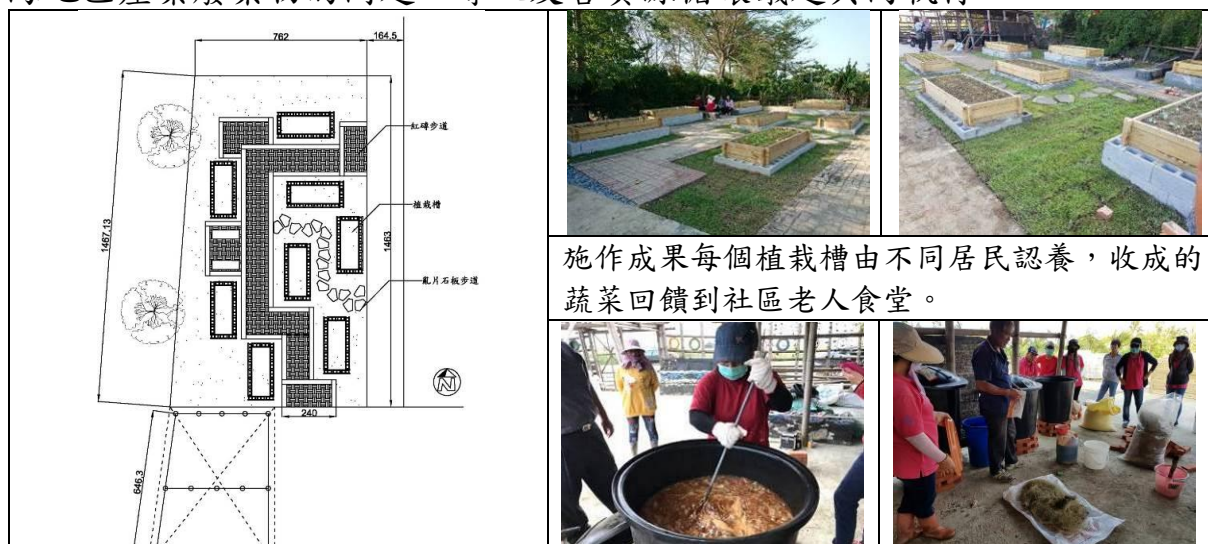 762
164.5
紅磚步道
植栽槽
1467.13
1463
亂片石板步道
N
240
646.3
施作成果每個植栽槽由不同居民認養，收成的
蔬菜回饋到社區老人食堂。